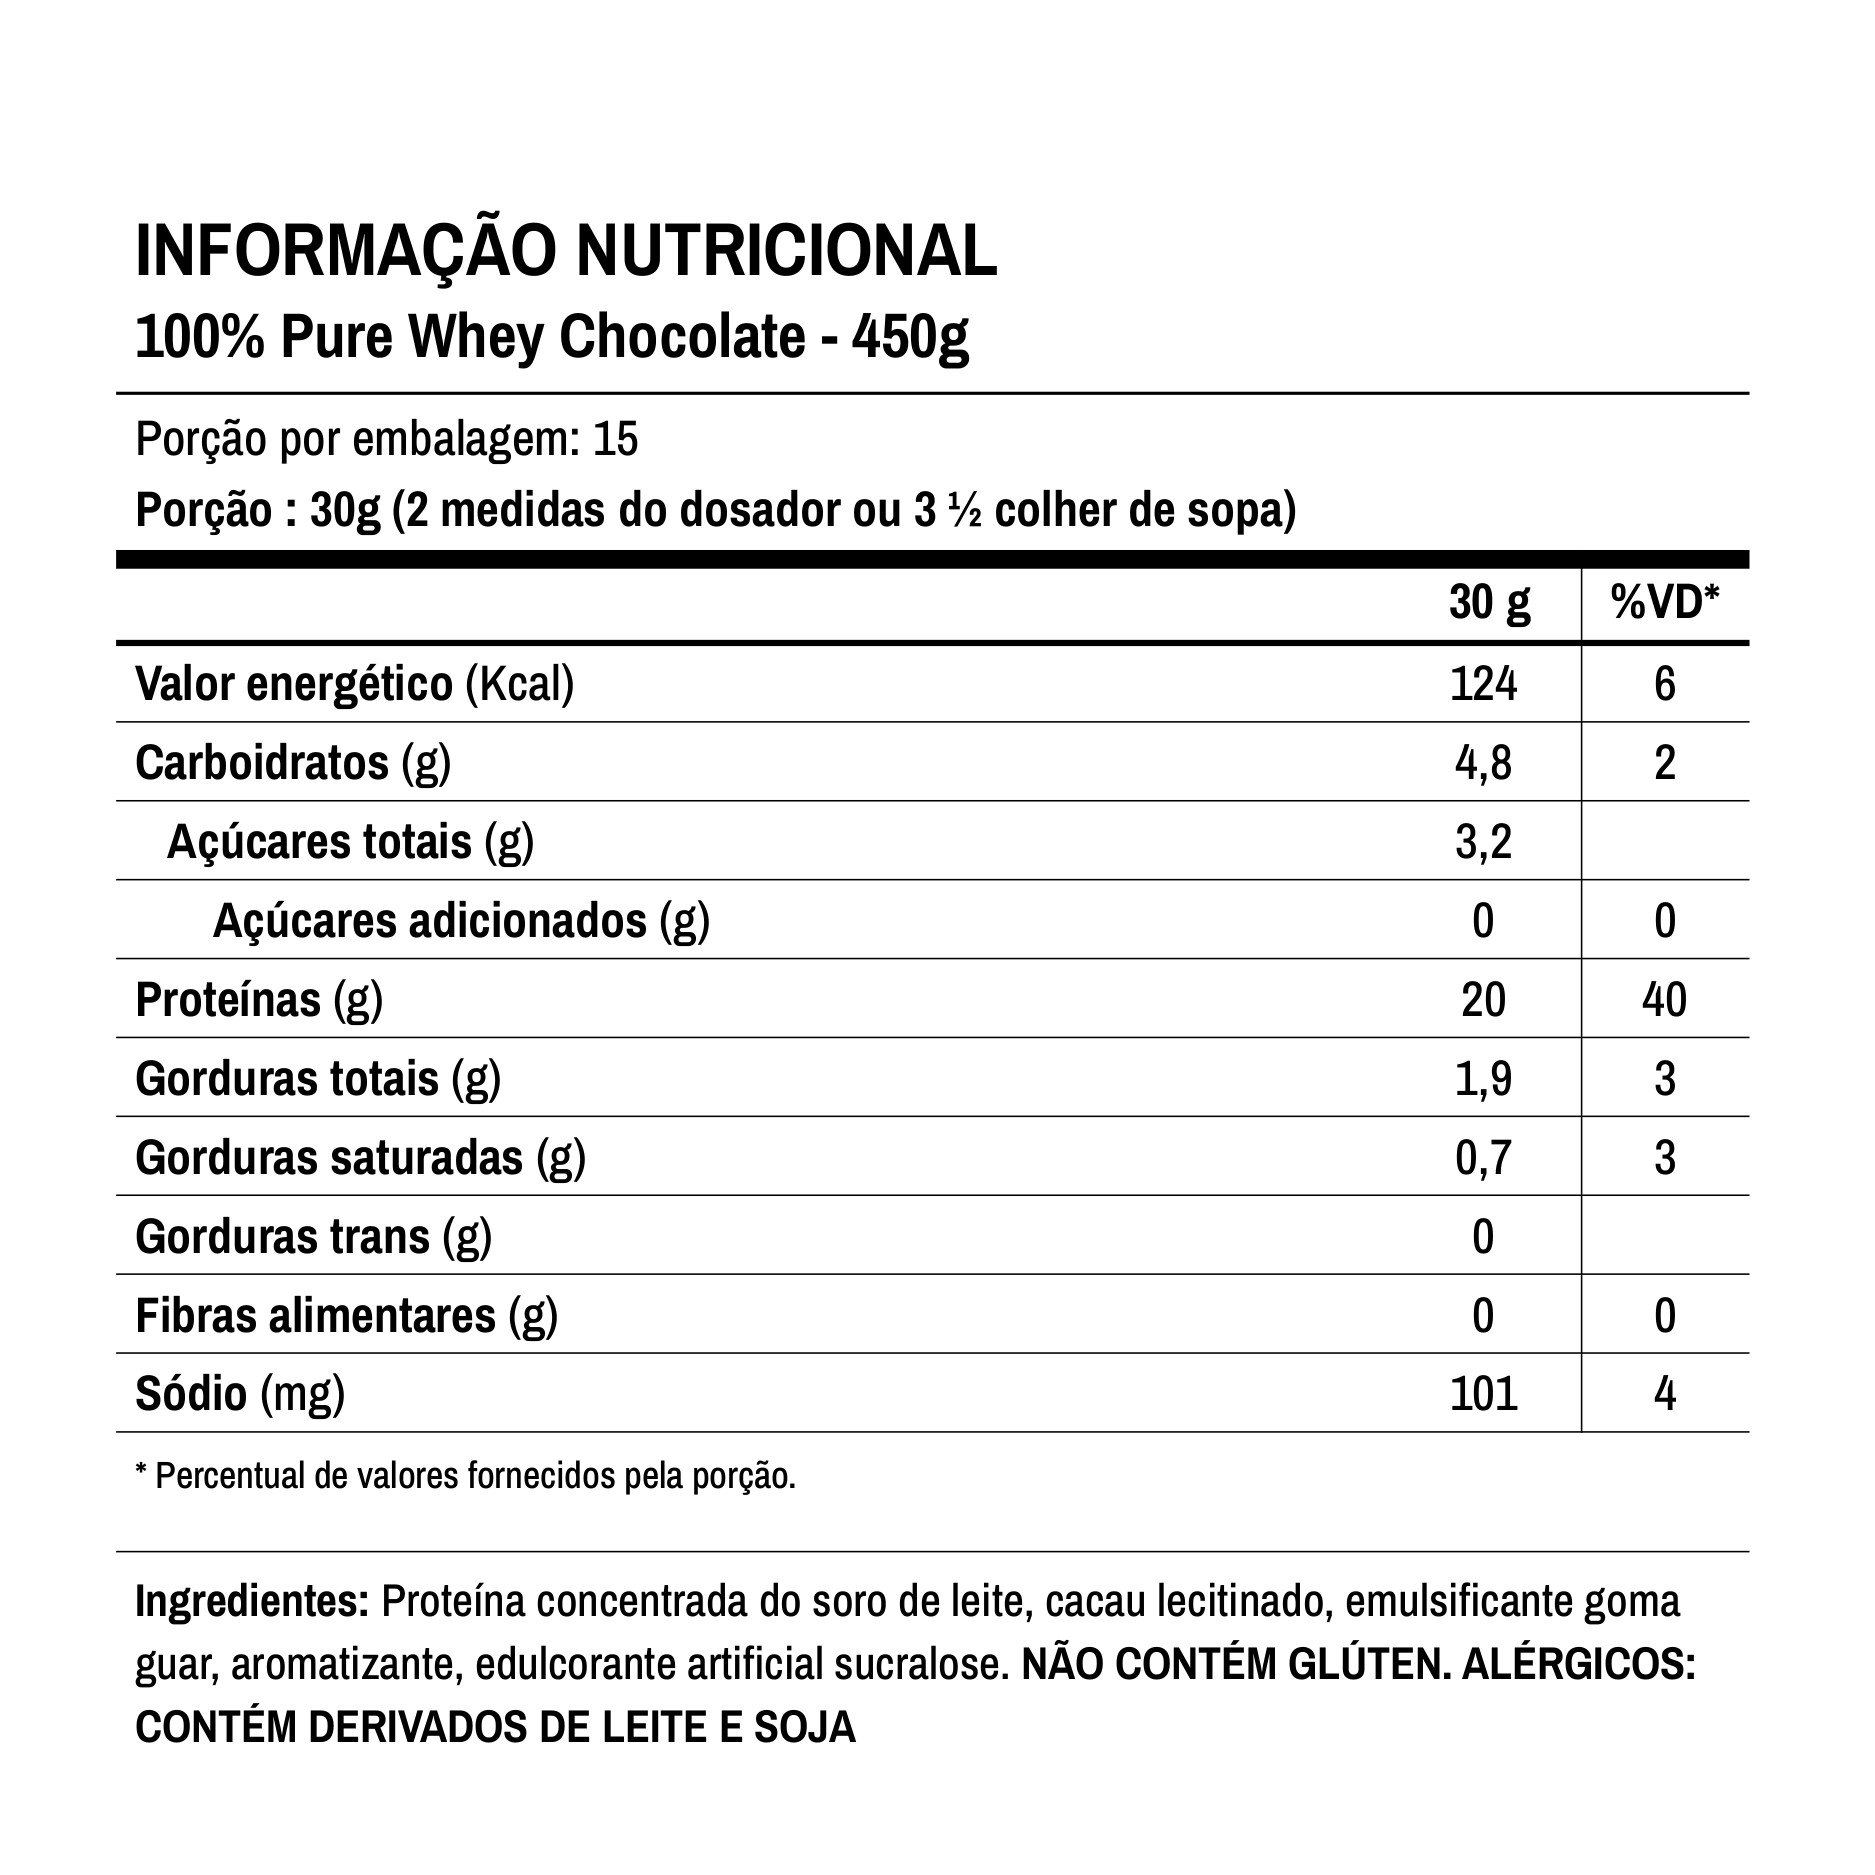 INFORMAÇÃO NUTRICIONAL
100% Pure Whey Chocolate - 450g
Porção por embalagem: 15
Porção : 30g (2 medidas do dosador ou 3 ½ colher de sopa)
30 g %VD*
Valor energético (Kcal) 124 6
Carboidratos (g) 4,8 2
Açúcares totais (g) 3,2
Açúcares adicionados (g) 0 0
Proteínas (g) 20 40
Gorduras totais (g) 1,9 3
Gorduras saturadas (g) 0,7 3
Gorduras trans (g) 0
Fibras alimentares (g) 0 0
Sódio (mg) 101 4
* Percentual de valores fornecidos pela porção.
Ingredientes: Proteína concentrada do soro de leite, cacau lecitinado, emulsificante goma
guar, aromatizante, edulcorante artificial sucralose. NÃO CONTÉM GLÚTEN. ALÉRGICOS:
CONTÉM DERIVADOS DE LEITE E SOJA